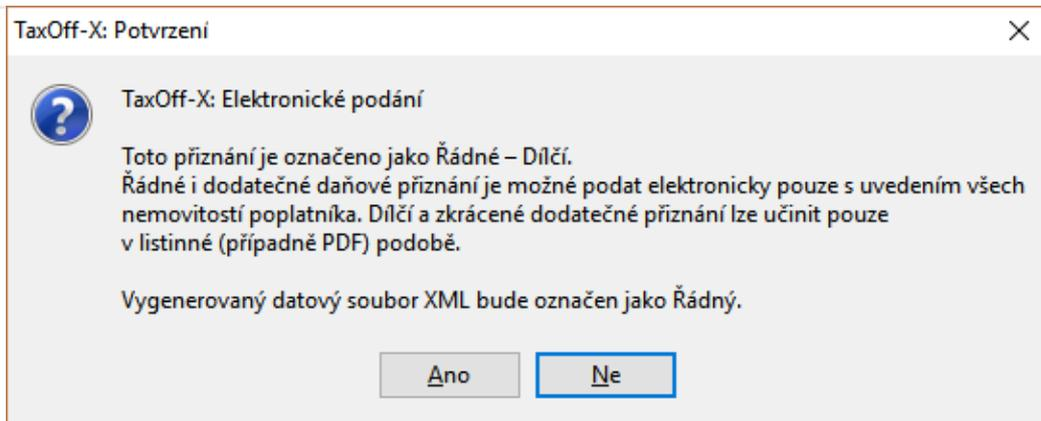 TaxOff-X: Potvrzení
TaxOff-X: Elektronické podání
Toto přiznání je označeno jako Řádné – Dílčí.
Řádné i dodatečné daňové přiznání je možné podat elektronicky pouze s uvedením všech
nemovitostí poplatníka. Dílčí a zkrácené dodatečné přiznání lze učinit pouze
v listinné (případně PDF) podobě.
Vygenerovaný datový soubor XML bude označen jako Řádný.
Ano
Ne